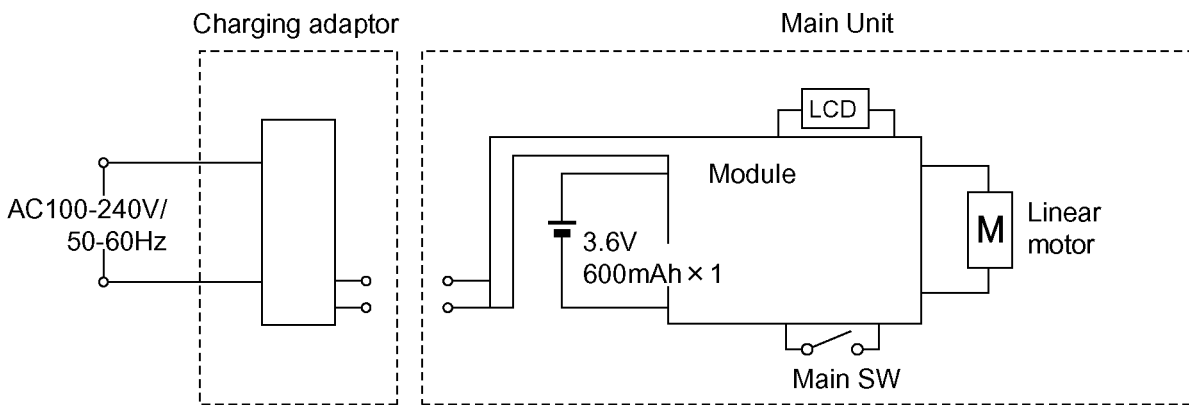 Charging adaptor
Main Unit
LCD
Module
AC100-240V/
50-60Hz
3.6V
600mAh × 1
M
Linear
motor
Main SW